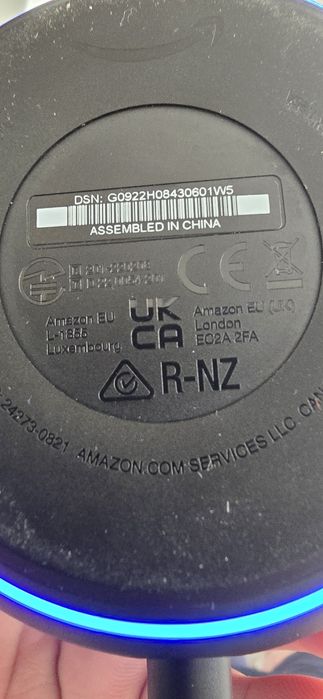 DSN: G0922H08430601W5
ASSEMBLED IN CHINA
Amazon EU
L-1855
Luxembourg
UK
CA
Amazon EU (UK)
London
EC2A 2FA
R-NZ
24373-0821 AMAZON.COM SERVICES LLC CAN